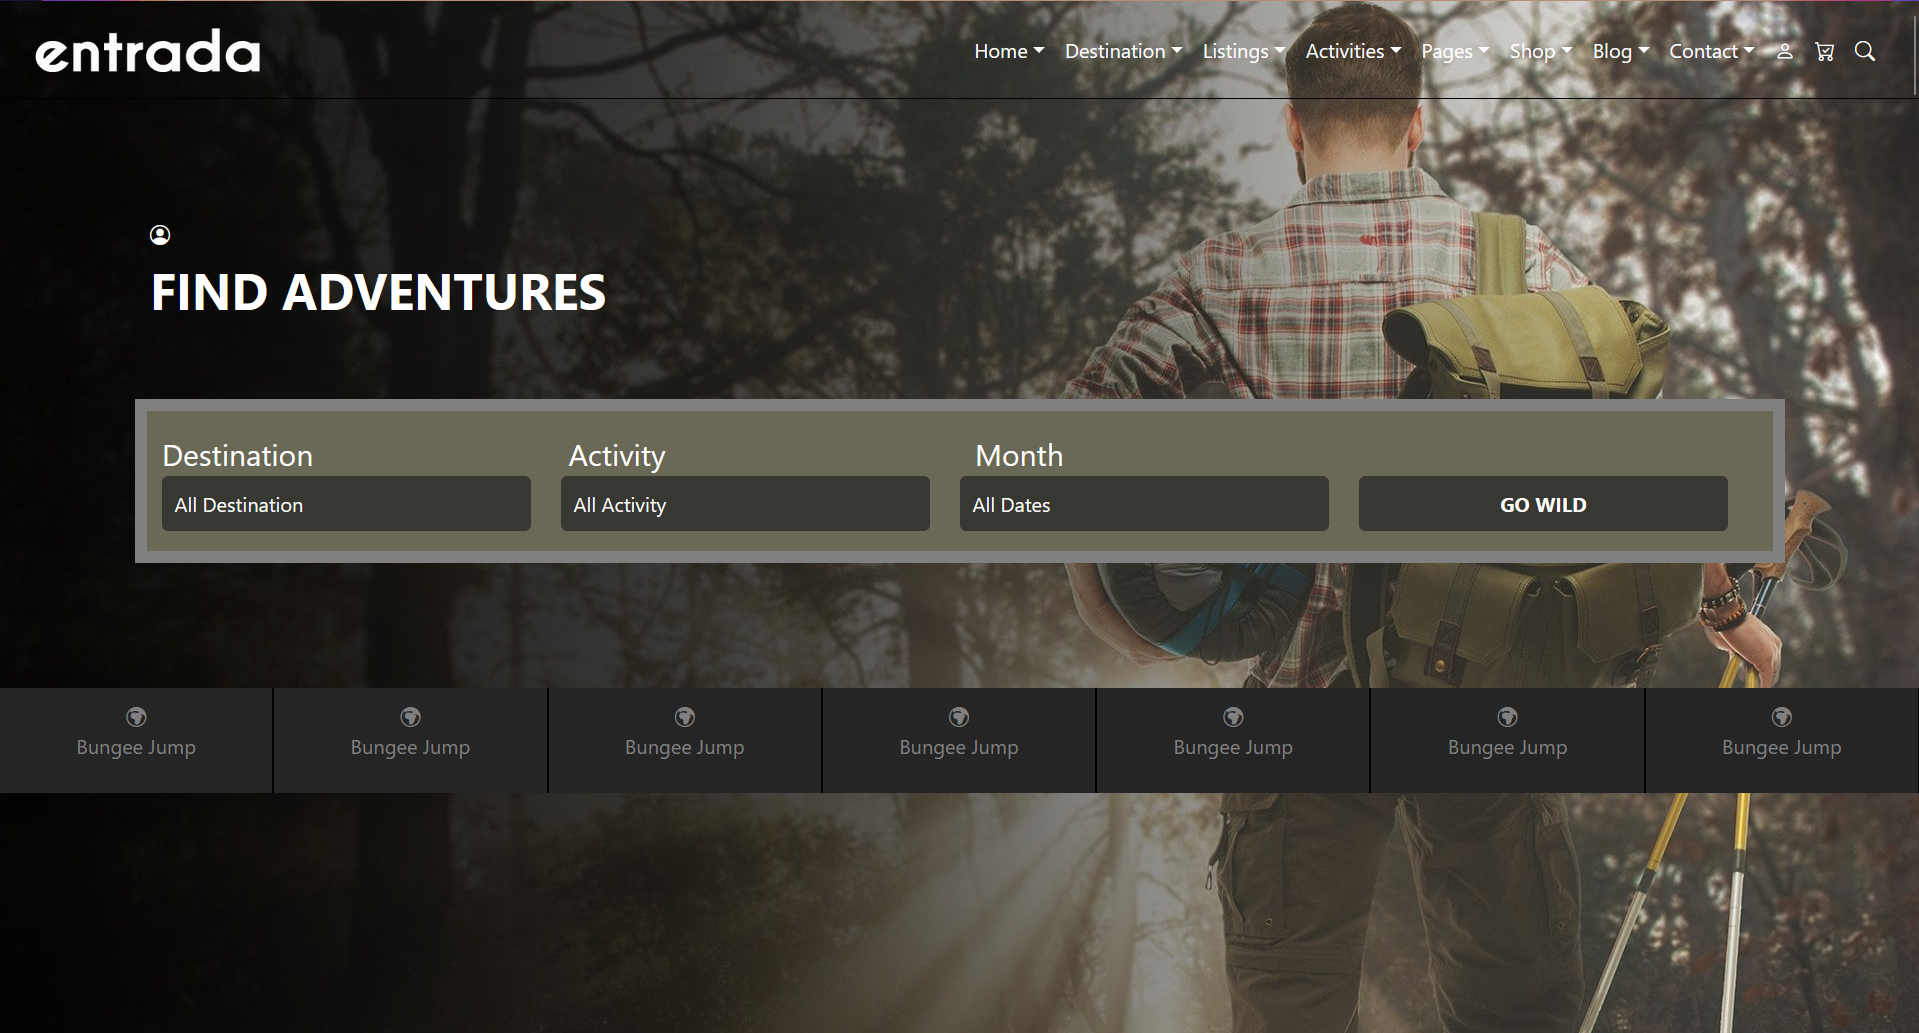 entrada
Home Destination Listings Activities Pages Shop Blog Contact
FIND ADVENTURES
Destination Activity Month
All Destination All Activity All Dates GO WILD
Bungee Jump Bungee Jump Bungee Jump Bungee Jump Bungee Jump Bungee Jump Bungee Jump